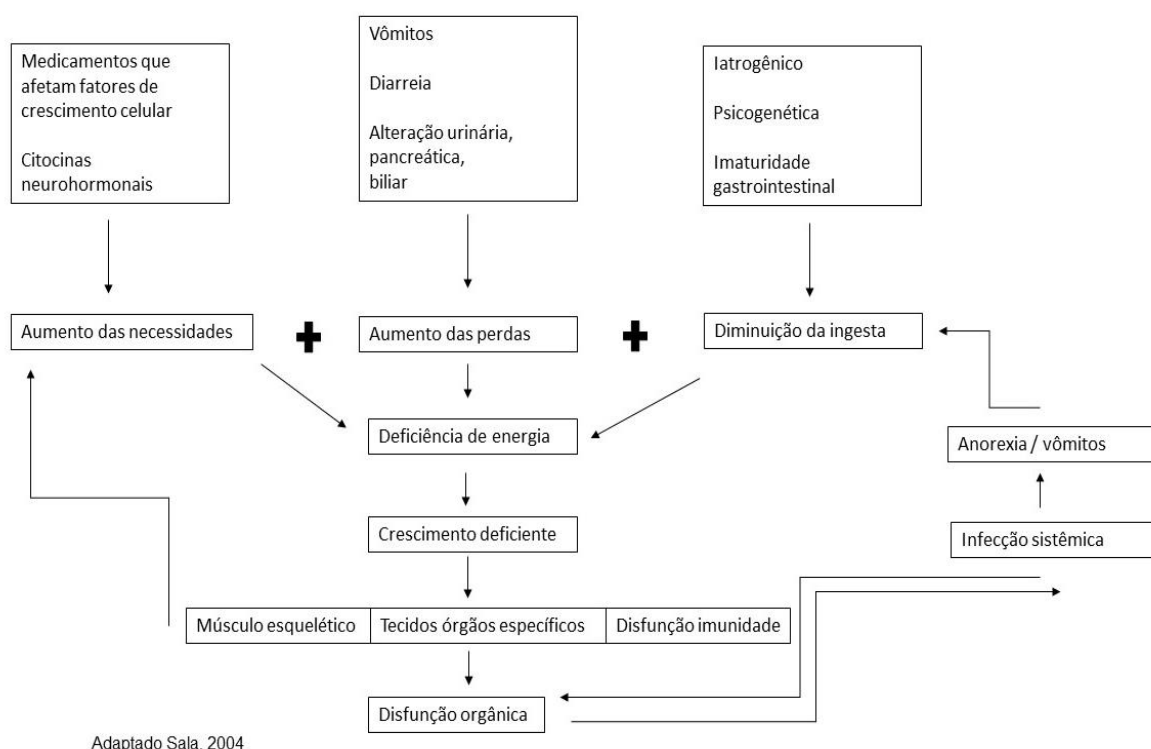 Medicamentos que
afetam fatores de
crescimento celular
Citocinas
neurohormonais
Vômitos
Diarreia
Alteração urinária,
pancreática,
biliar
Iatrogênico
Psicogenética
Imaturidade
gastrointestinal
Aumento das necessidades
Aumento das perdas
Diminuição da ingesta
Deficiência de energia
Anorexia / vômitos
Crescimento deficiente
Infecção sistêmica
Músculo esquelético
Tecidos órgãos específicos
Disfunção imunidade
Disfunção orgânica
Adaptado Sala, 2004